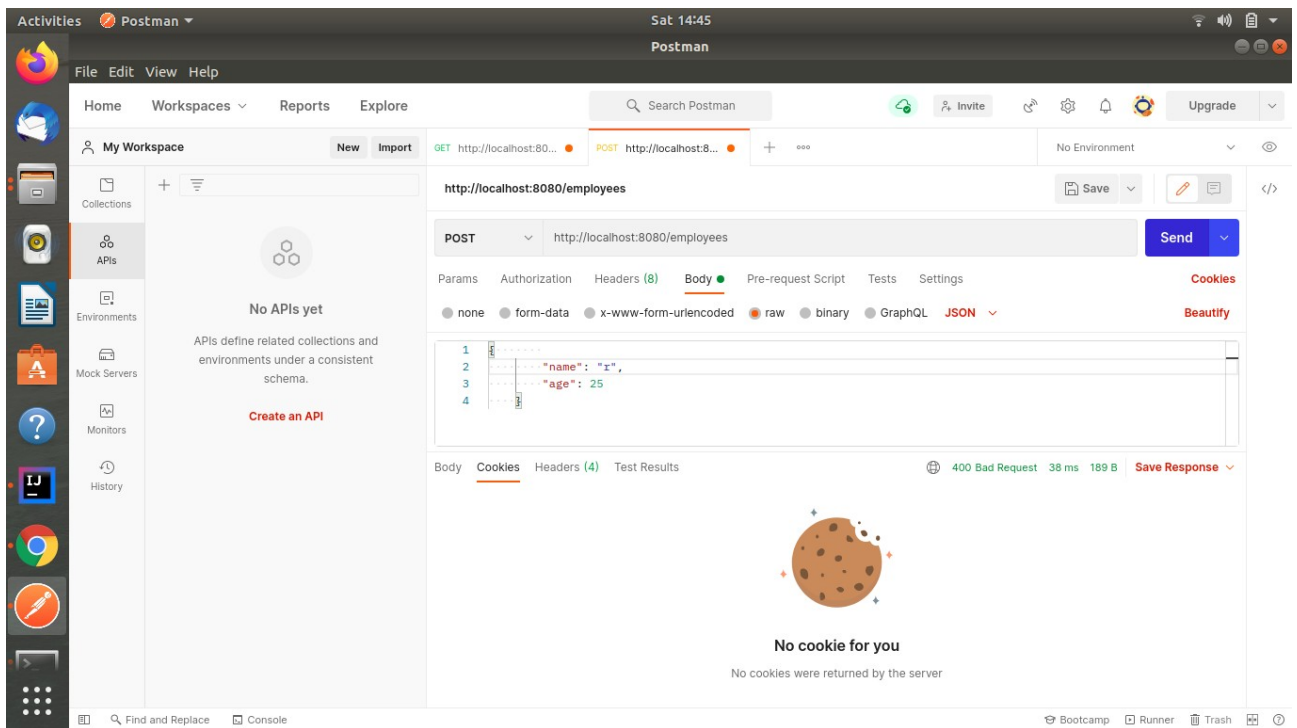 Activities Postman Sat 14:45
Postman
File Edit View Help
Home Workspaces Reports Explore Search Postman Invite Upgrade
My Workspace New Import GET http://localhost:80... POST http://localhost:8... + ooo No Environment
Collections
http://localhost:8080/employees Save </>
APIs
POST http://localhost:8080/employees Send
Params Authorization Headers (8) Body Pre-request Script Tests Settings Cookies
Environments
No APIs yet
none form-data x-www-form-urlencoded raw binary GraphQL JSON Beautify
APIs define related collections and
environments under a consistent
schema.
Create an API
Mock Servers
Monitors
History
1 {
2 "name": "r",
3 "age": 25
4 }
Body Cookies Headers (4) Test Results 400 Bad Request 38 ms 189 B Save Response
No cookie for you
No cookies were returned by the server
Find and Replace Console Bootcamp Runner Trash